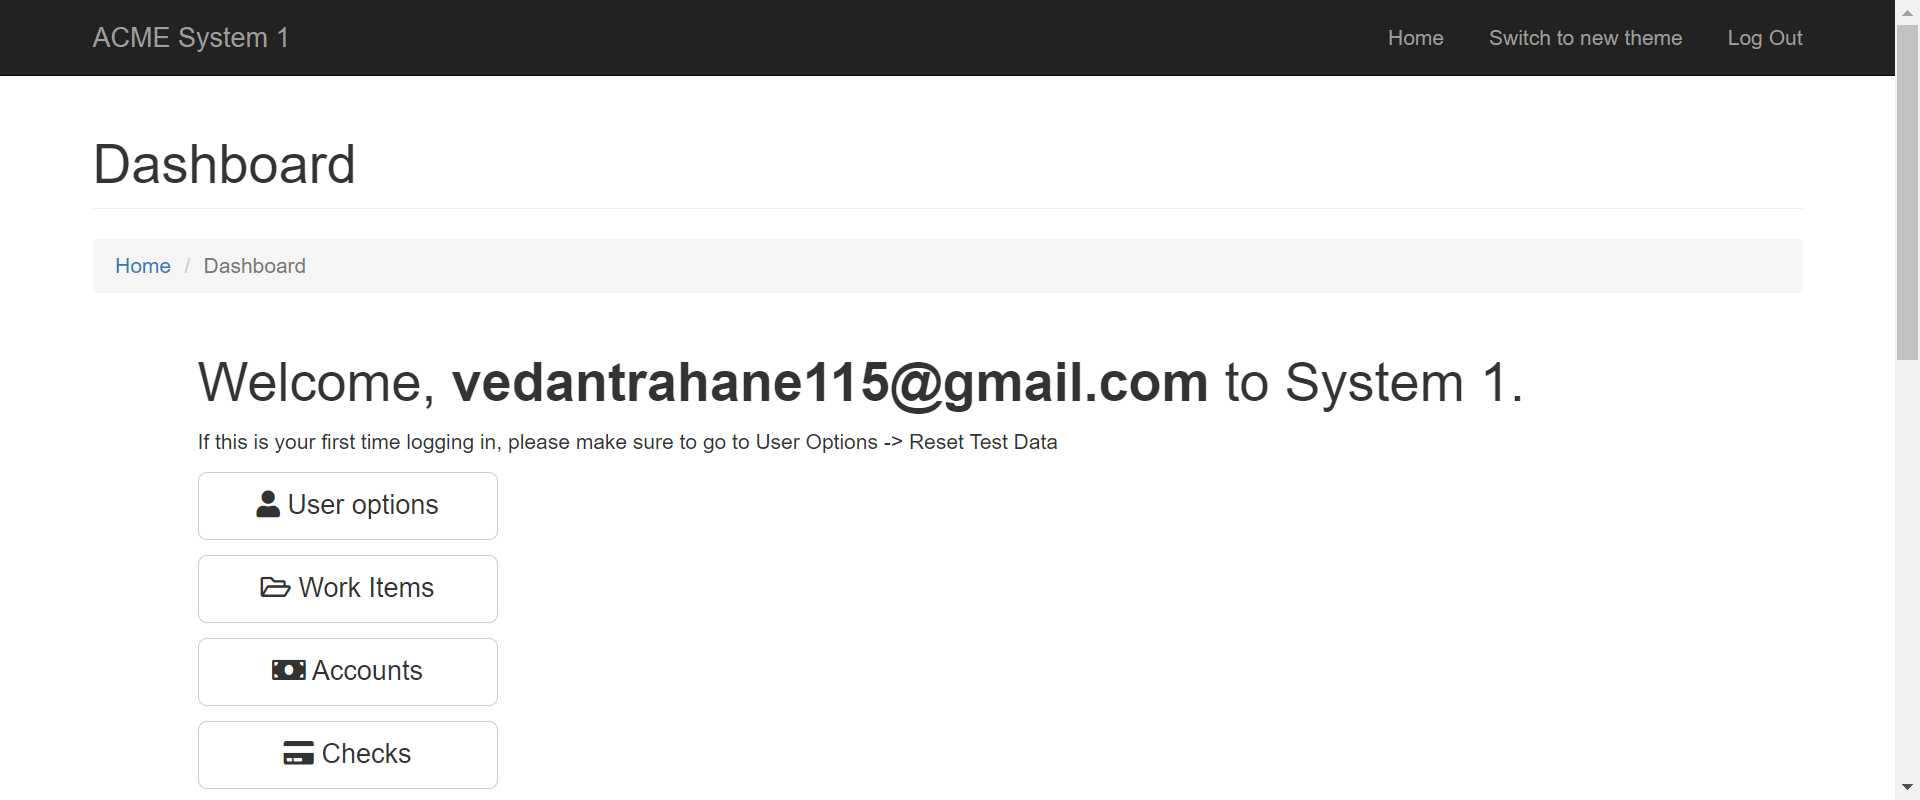 ACME System 1
Home Switch to new theme Log Out
Dashboard
Home / Dashboard
Welcome, vedantrahane115@gmail.com to System 1.
If this is your first time logging in, please make sure to go to User Options -> Reset Test Data
User options
Work Items
Accounts
Checks